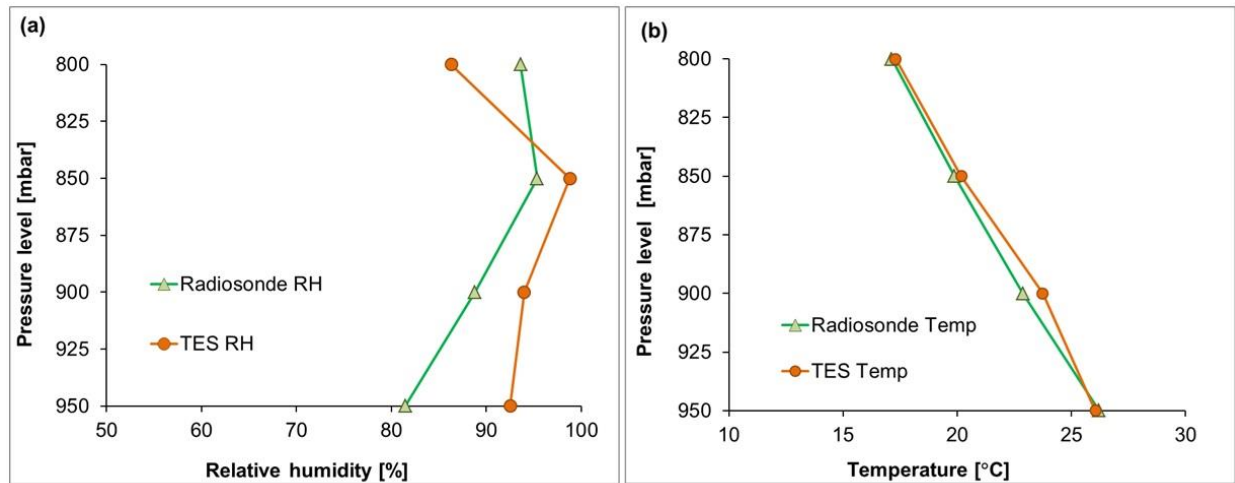 (a)
Pressure level [mbar]
800
825
850
875
900
925
950
Radiosonde RH
TES RH
50 60 70 80 90 100
Relative humidity [%]
(b)
Pressure level [mbar]
800
825
850
875
900
925
950
Radiosonde Temp
TES Temp
10 15 20 25 30
Temperature [°C]